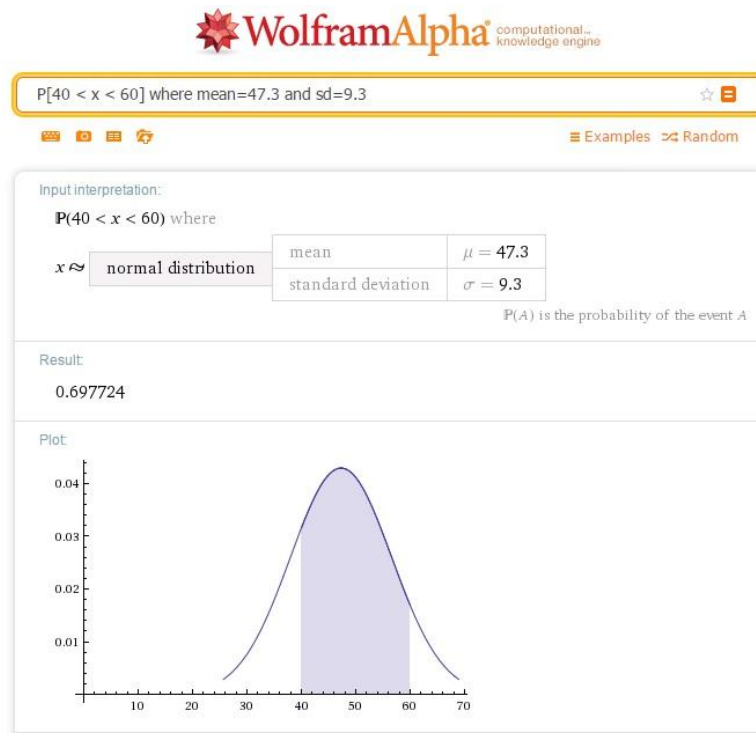 WolframAlpha® computational... knowledge engine
P[40 < x < 60] where mean=47.3 and sd=9.3
Examples Random
Input interpretation:
ℙ(40 < x < 60) where
x ≈ normal distribution
mean μ = 47.3
standard deviation σ = 9.3
ℙ(A) is the probability of the event A
Result:
0.697724
Plot:
0.04
0.03
0.02
0.01
10 20 30 40 50 60 70